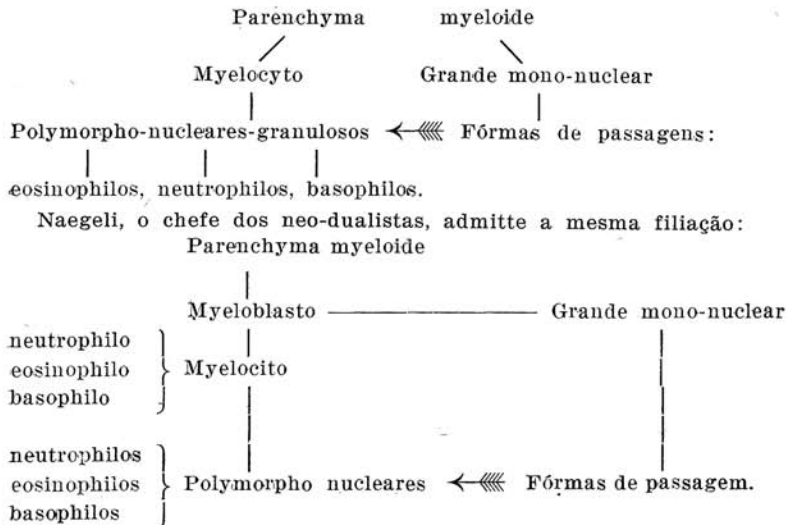 Parenchyma myeloide
Myelocyto Grande mono-nuclear
Polymorpho-nucleares-granulosos Fórmas de passagens:
eosinophilos, neutrophilos, basophilos.
Naegeli, o chefe dos neo-dualistas, admitte a mesma filiação:
Parenchyma myeloide
Myeloblasto Grande mono-nuclear
neutrophilo
eosinophilo Myelocito
basophilo
neutrophilos
eosinophilos Polymorpho nucleares Fórmas de passagem.
basophilos